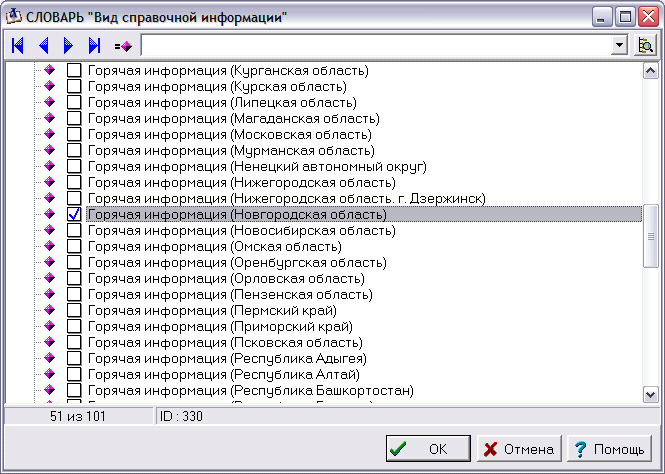 СЛОВАРЬ "Вид справочной информации"
Горячая информация (Курганская область)
Горячая информация (Курская область)
Горячая информация (Липецкая область)
Горячая информация (Магаданская область)
Горячая информация (Московская область)
Горячая информация (Мурманская область)
Горячая информация (Ненецкий автономный округ)
Горячая информация (Нижегородская область)
Горячая информация (Нижегородская область. г. Дзержинск)
Горячая информация (Новгородская область)
Горячая информация (Новосибирская область)
Горячая информация (Омская область)
Горячая информация (Оренбургская область)
Горячая информация (Орловская область)
Горячая информация (Пензенская область)
Горячая информация (Пермский край)
Горячая информация (Приморский край)
Горячая информация (Псковская область)
Горячая информация (Республика Адыгея)
Горячая информация (Республика Алтай)
Горячая информация (Республика Башкортостан)
51 из 101 ID : 330
OK Отмена ? Помощь